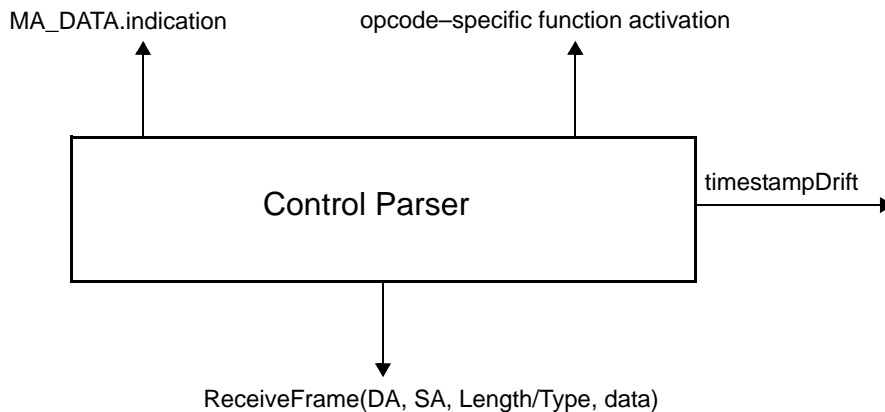 MA_DATA.indication
opcode–specific function activation
timestampDrift
Control Parser
ReceiveFrame(DA, SA, Length/Type, data)